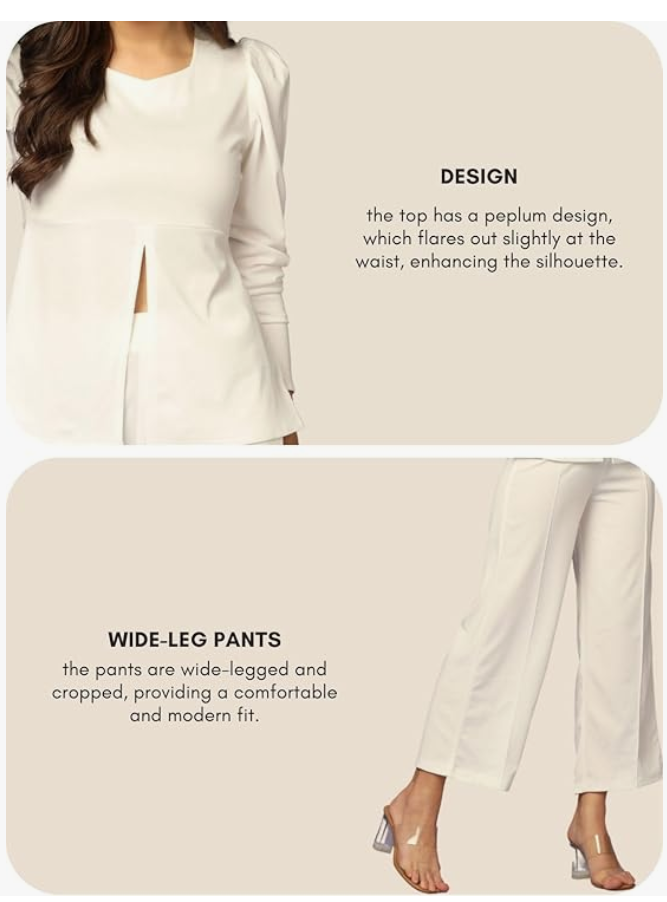 DESIGN
the top has a peplum design,
which flares out slightly at the
waist, enhancing the silhouette.
WIDE-LEG PANTS
the pants are wide-legged and
cropped, providing a comfortable
and modern fit.